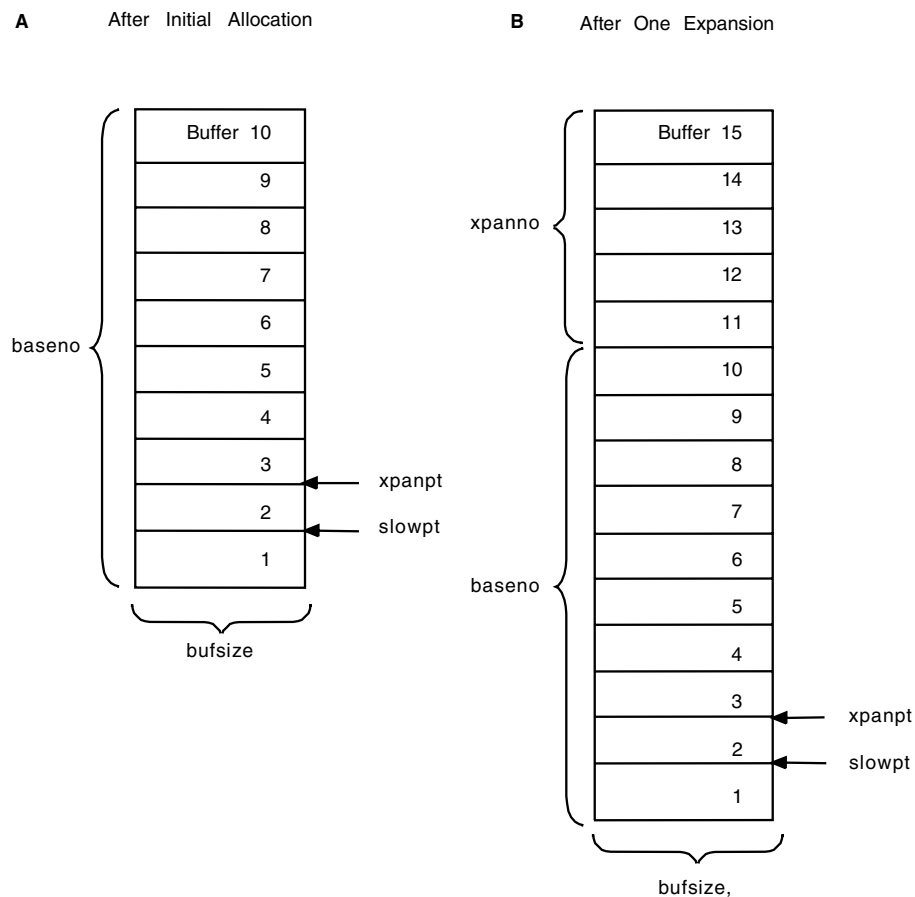 A After Initial Allocation
Buffer 10
9
8
7
6
5
4
3
2
1
baseno
xpanpt
slowpt
bufsize
B After One Expansion
Buffer 15
14
13
12
11
10
9
8
7
6
5
4
3
2
1
xpanno
baseno
xpanpt
slowpt
bufsize,